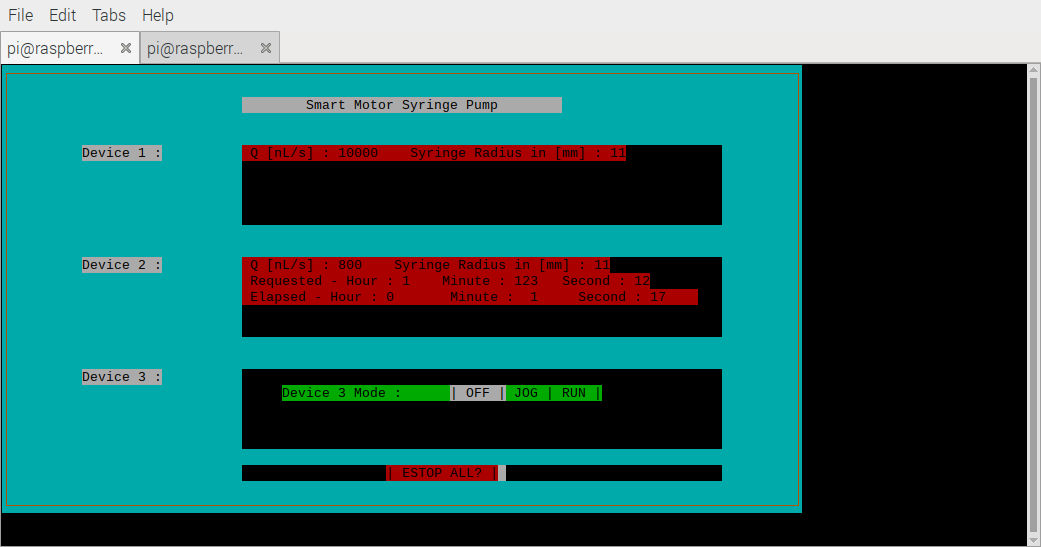 File Edit Tabs Help
pi@raspberr... pi@raspberr...
Smart Motor Syringe Pump
Device 1 : Q [nL/s] : 10000 Syringe Radius in [mm] : 11
Device 2 : Q [nL/s] : 800 Syringe Radius in [mm] : 11
Requested - Hour : 1 Minute : 123 Second : 12
Elapsed - Hour : 0 Minute : 1 Second : 17
Device 3 :
Device 3 Mode : | OFF | JOG | RUN |
| ESTOP ALL? |